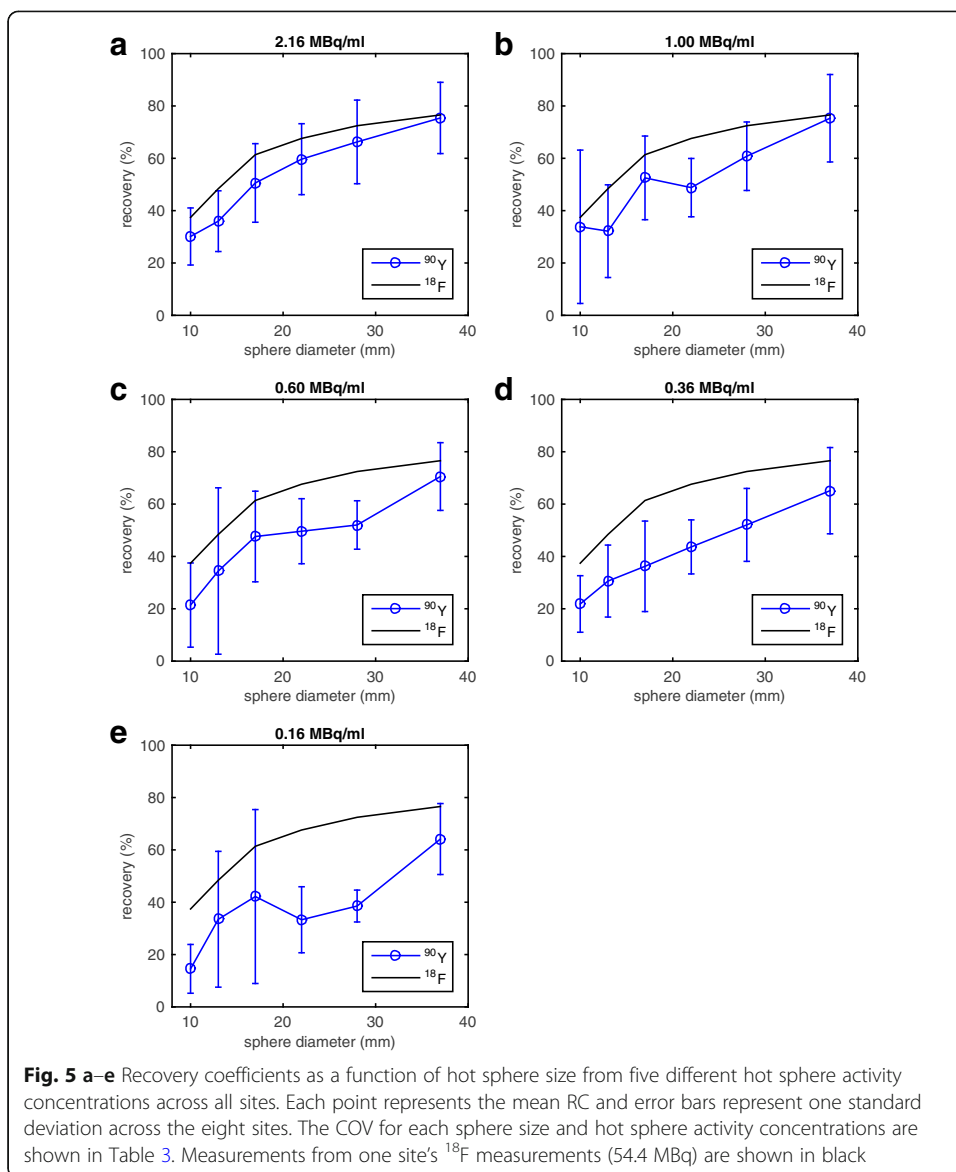 a
2.16 MBq/ml
100
80
60
40
20
0
recovery (%)
10
20
30
40
sphere diameter (mm)
⁹⁰Y
¹⁸F
b
1.00 MBq/ml
100
80
60
40
20
0
recovery (%)
10
20
30
40
sphere diameter (mm)
⁹⁰Y
¹⁸F
c
0.60 MBq/ml
100
80
60
40
20
0
recovery (%)
10
20
30
40
sphere diameter (mm)
⁹⁰Y
¹⁸F
d
0.36 MBq/ml
100
80
60
40
20
0
recovery (%)
10
20
30
40
sphere diameter (mm)
⁹⁰Y
¹⁸F
e
0.16 MBq/ml
100
80
60
40
20
0
recovery (%)
10
20
30
40
sphere diameter (mm)
⁹⁰Y
¹⁸F
Fig. 5 a–e Recovery coefficients as a function of hot sphere size from five different hot sphere activity
concentrations across all sites. Each point represents the mean RC and error bars represent one standard
deviation across the eight sites. The COV for each sphere size and hot sphere activity concentrations are
shown in Table 3. Measurements from one site's ¹⁸F measurements (54.4 MBq) are shown in black